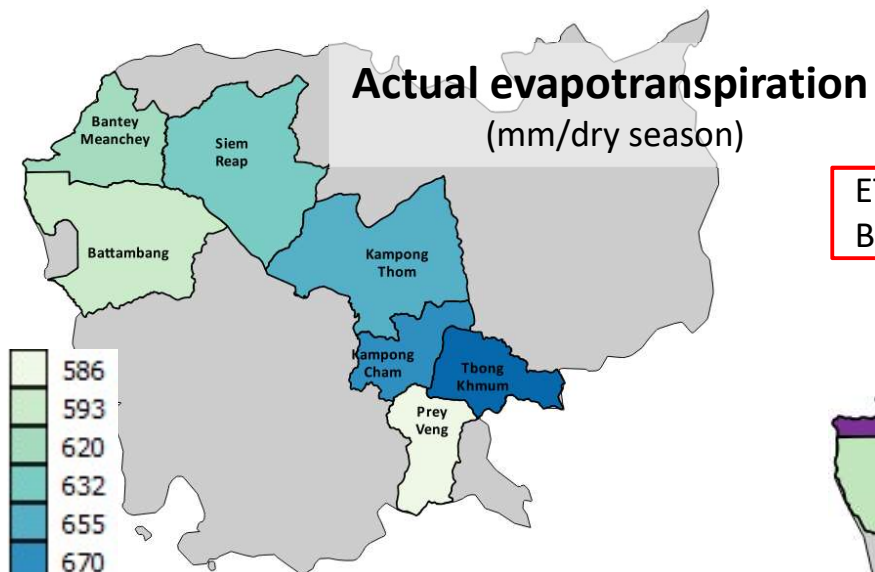 Actual evapotranspiration
(mm/dry season)
Bantey
Meanchey
Siem
Reap
Battambang
Kampong
Thom
Kampong
Cham
Tbong
Khmum
Prey
Veng
586
593
620
632
655
670